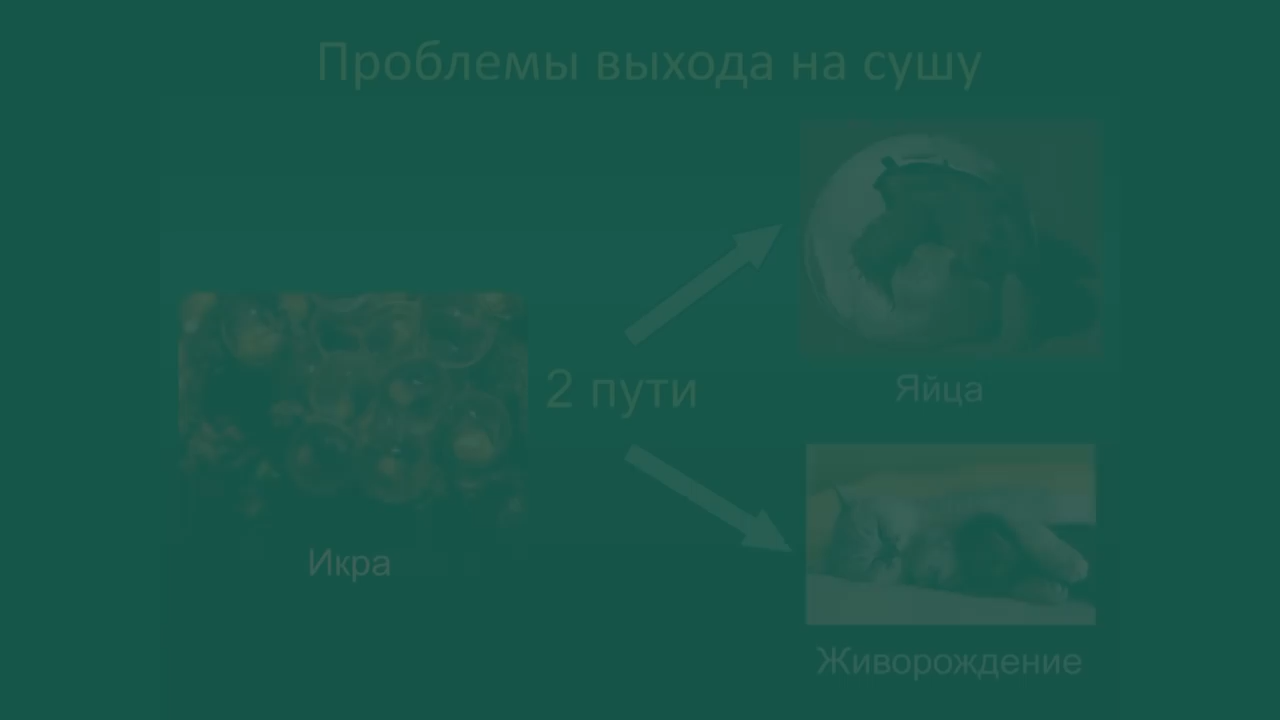 Проблемы выхода на сушу
Яйца
2 пути
Икра
Живорождение